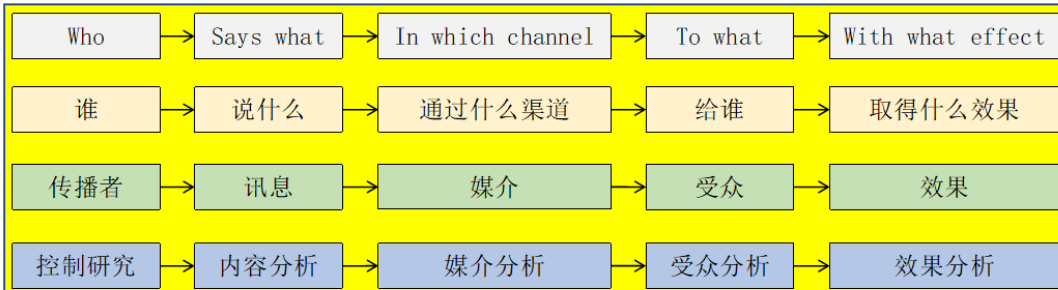 Who Says what In which channel To what With what effect
谁 说什么 通过什么渠道 给谁 取得什么效果
传播者 讯息 媒介 受众 效果
控制研究 内容分析 媒介分析 受众分析 效果分析